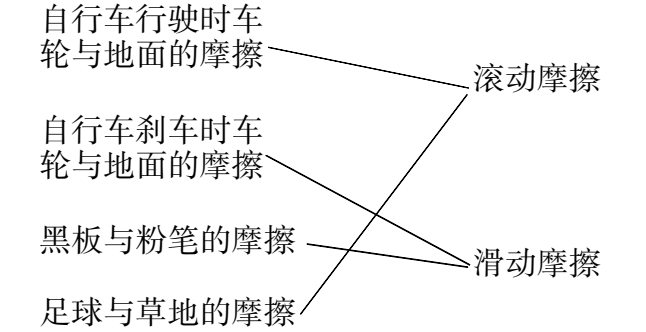 自行车行驶时车
轮与地面的摩擦
滚动摩擦
自行车刹车时车
轮与地面的摩擦
黑板与粉笔的摩擦
滑动摩擦
足球与草地的摩擦